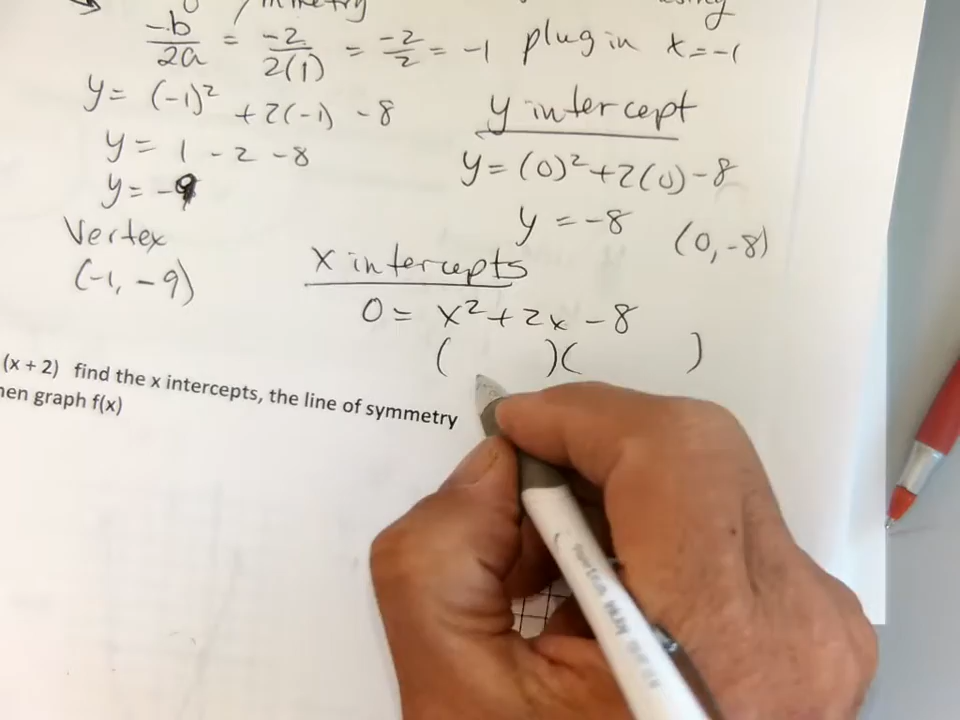 -b/2a = -2/2(1) = -2/2 = -1 plug in x = -1
y = (-1)² + 2(-1) - 8
y = 1 - 2 - 8
y = -9
Vertex
(-1, -9)
y intercept
y = (0)² + 2(0) - 8
y = -8 (0, -8)
x intercepts
0 = x² + 2x - 8
( )( )
(x + 2) find the x intercepts, the line of symmetry
hen graph f(x)